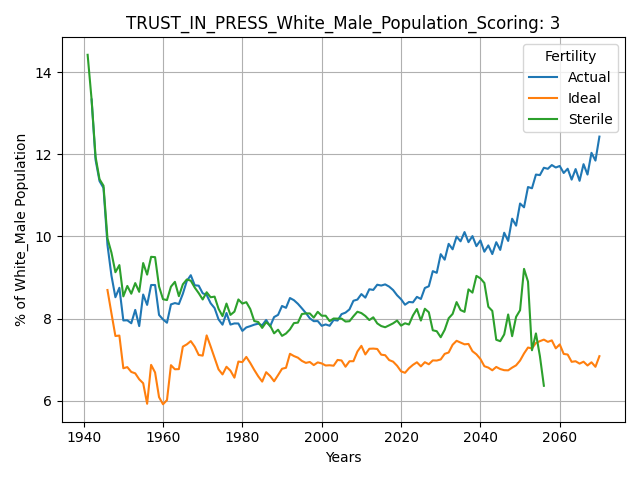 TRUST_IN_PRESS_White_Male_Population_Scoring: 3
Fertility
Actual
Ideal
Sterile
14
12
10
8
6
% of White_Male Population
1940
1960
1980
2000
2020
2040
2060
Years